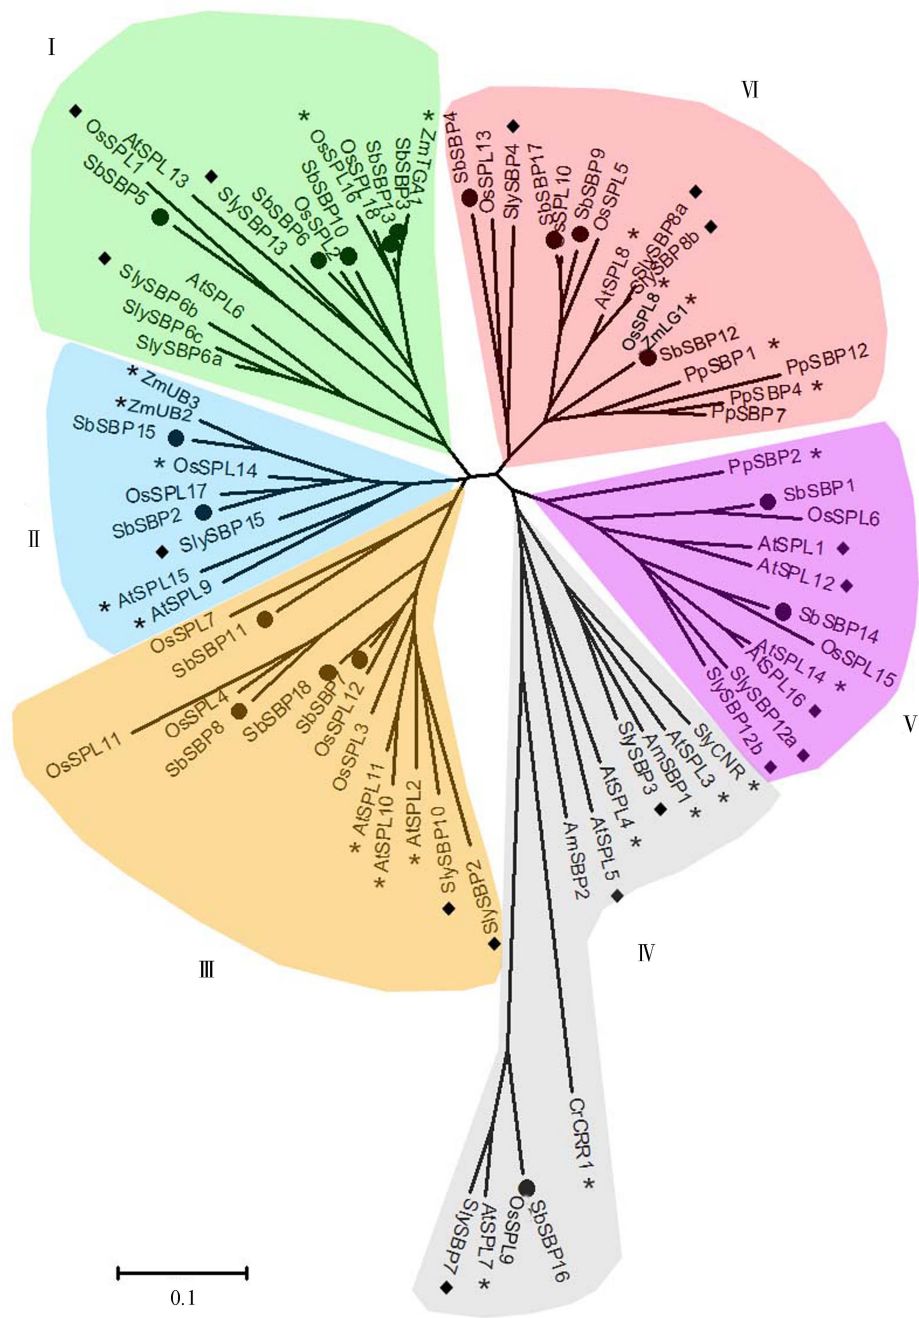 I
OsSPL1
SbSBP5
AtSPL13
SlySBP13
SbSBP6
SbSBP10
OsSPL2
* OsSPL16
OsSPL18
SbSBP13
SbSBP3
* ZmTGA1
SlySBP6b
SlySBP6c
SlySBP6a
AtSPL6
VI
SbSBP4
OsSPL13
SlySBP4
SbSBP17
OsSPL10
SbSBP9
OsSPL5
AtSPL8 *
SlySBP8a
SlySBP8b
OsSPL8 *
ZmLG1 *
SbSBP12
PpSBP1 *
PpSBP12
PpSBP4 *
PpSBP7
II
* ZmUB3
* ZmUB2
SbSBP15
* OsSPL14
OsSPL17
SbSBP2
SlySBP15
* AtSPL15
* AtSPL9
V
PpSBP2 *
SbSBP1
OsSPL6
AtSPL1
AtSPL12
SbSBP14
OsSPL15
AtSPL14 *
AtSPL16
SlySBP12a
SlySBP12b
III
OsSPL7
SbSBP11
OsSPL11
OsSPL4
SbSBP8
SbSBP18
SbSBP7
OsSPL12
OsSPL3
* AtSPL11
* AtSPL10
* AtSPL2
SlySBP10
SlySBP2
IV
SlyCNR *
AtSPL3 *
AmSBP1 *
SlySBP3
AtSPL4 *
AtSPL5
AmSBP2
CrCRR1 *
SbSBP16
OsSPL9
AtSPL7 *
SlySBP7
0.1